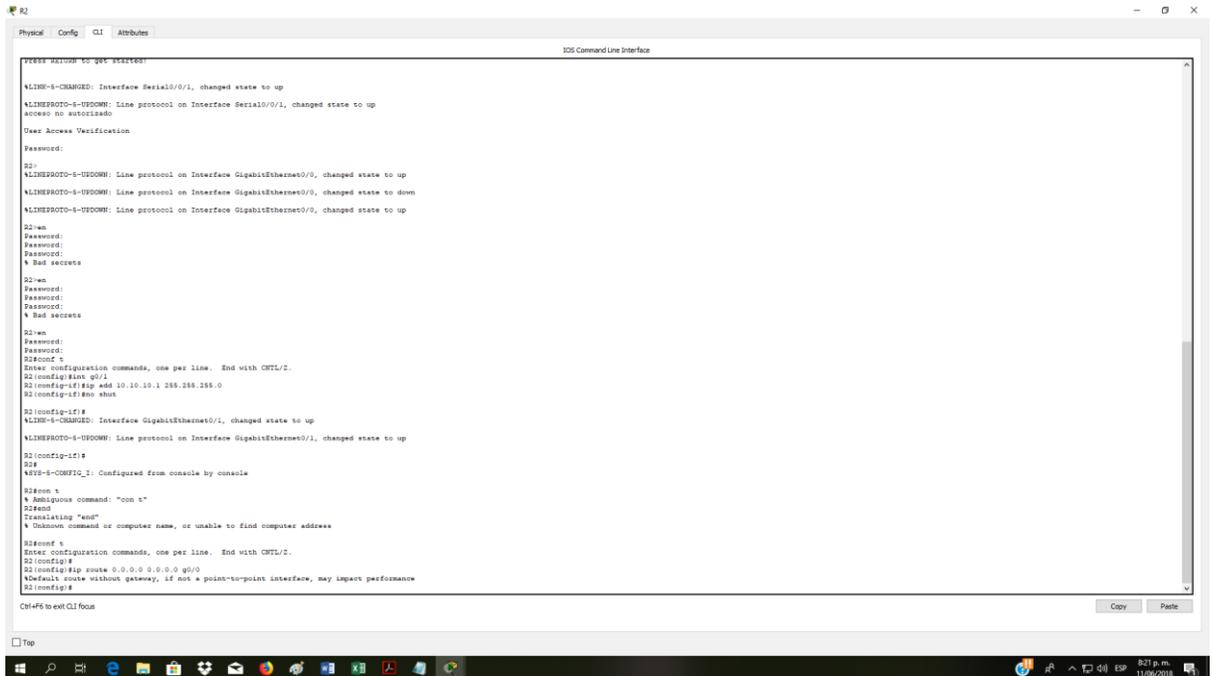 R2
Physical Config CLI Attributes
IOS Command Line Interface
Press RETURN to get started!
%LINK-5-CHANGED: Interface Serial0/0/1, changed state to up
%LINEPROTO-5-UPDOWN: Line protocol on Interface Serial0/0/1, changed state to up
acceso no autorizado
User Access Verification
Password:
R2>
%LINEPROTO-5-UPDOWN: Line protocol on Interface GigabitEthernet0/0, changed state to up
%LINEPROTO-5-UPDOWN: Line protocol on Interface GigabitEthernet0/0, changed state to down
%LINEPROTO-5-UPDOWN: Line protocol on Interface GigabitEthernet0/0, changed state to up
R2>en
Password:
Password:
Password:
% Bad secrets
R2>en
Password:
Password:
Password:
% Bad secrets
R2>en
Password:
Password:
R2#conf t
Enter configuration commands, one per line. End with CNTL/Z.
R2(config)#int g0/1
R2(config-if)#ip add 10.10.10.1 255.255.255.0
R2(config-if)#no shut
R2(config-if)#
%LINK-5-CHANGED: Interface GigabitEthernet0/1, changed state to up
%LINEPROTO-5-UPDOWN: Line protocol on Interface GigabitEthernet0/1, changed state to up
R2(config-if)#
R2#
%SYS-5-CONFIG_I: Configured from console by console
R2#con t
% Ambiguous command: "con t"
R2#end
Translating "end"
% Unknown command or computer name, or unable to find computer address
R2#conf t
Enter configuration commands, one per line. End with CNTL/Z.
R2(config)#
R2(config)#ip route 0.0.0.0 0.0.0.0 g0/0
%Default route without gateway, if not a point-to-point interface, may impact performance
R2(config)#
Ctrl+F6 to exit CLI focus
Copy Paste
Top
ESP
8:21 p. m.
11/06/2018